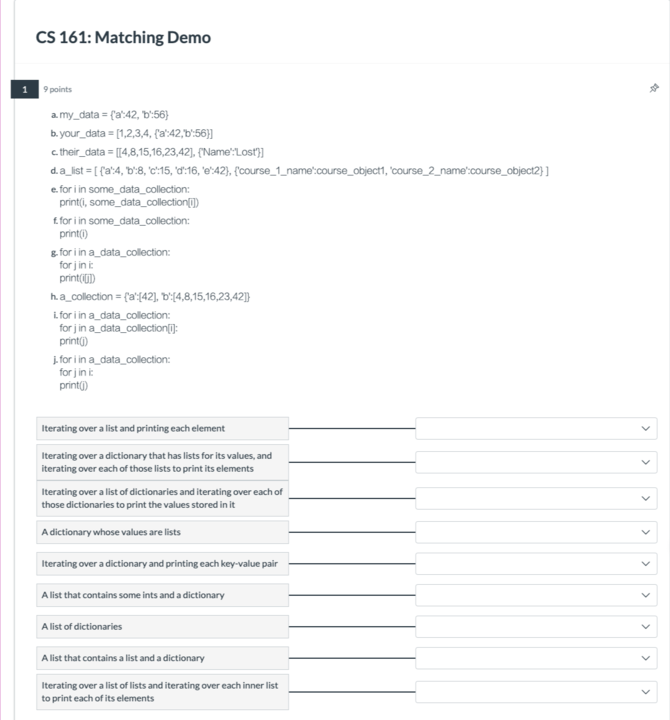 CS 161: Matching Demo
1 9 points
a. my_data = {'a':42, 'b':56}
b. your_data = [1,2,3,4, {'a':42,'b':56}]
c. their_data = [[4,8,15,16,23,42], {'Name':'Lost'}]
d. a_list = [ {'a':4, 'b':8, 'c':15, 'd':16, 'e':42}, {'course_1_name':course_object1, 'course_2_name':course_object2} ]
e. for i in some_data_collection:
print(i, some_data_collection[i])
f. for i in some_data_collection:
print(i)
g. for i in a_data_collection:
for j in i:
print(i[j])
h. a_collection = {'a':[42], 'b':[4,8,15,16,23,42]}
i. for i in a_data_collection:
for j in a_data_collection[i]:
print(j)
j. for i in a_data_collection:
for j in i:
print(j)
Iterating over a list and printing each element
Iterating over a dictionary that has lists for its values, and
iterating over each of those lists to print its elements
Iterating over a list of dictionaries and iterating over each of
those dictionaries to print the values stored in it
A dictionary whose values are lists
Iterating over a dictionary and printing each key-value pair
A list that contains some ints and a dictionary
A list of dictionaries
A list that contains a list and a dictionary
Iterating over a list of lists and iterating over each inner list
to print each of its elements